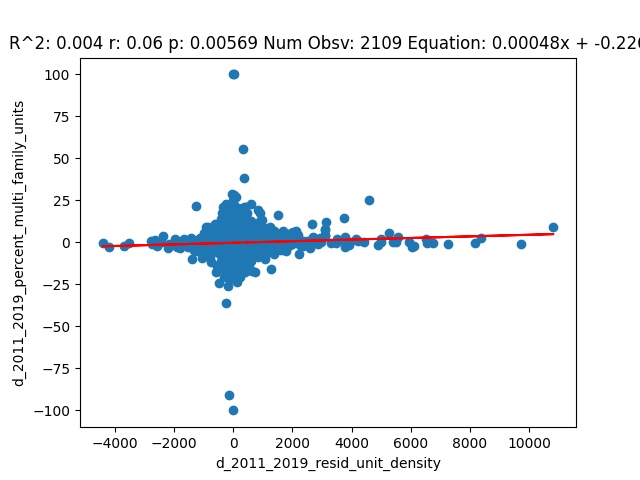 R^2: 0.004 r: 0.06 p: 0.00569 Num Obsv: 2109 Equation: 0.00048x + -0.226
100
75
50
25
0
−25
−50
−75
−100
d_2011_2019_percent_multi_family_units
−4000 −2000 0 2000 4000 6000 8000 10000
d_2011_2019_resid_unit_density